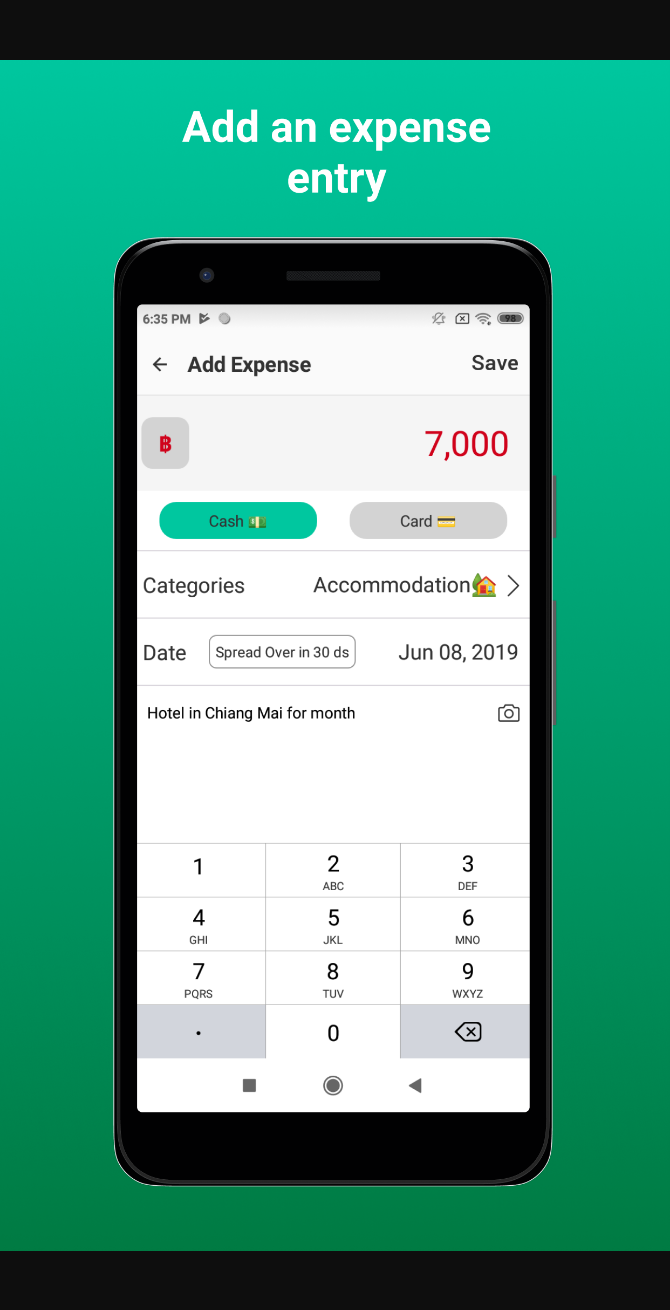 Add an expense
entry
6:35 PM
98
Add Expense
Save
฿
7,000
Cash 💵
Card 💳
Categories
Accommodation🏡
Date
Spread Over in 30 ds
Jun 08, 2019
Hotel in Chiang Mai for month
1
2
3
ABC
DEF
4
5
6
GHI
JKL
MNO
7
8
9
PQRS
TUV
WXYZ
.
0